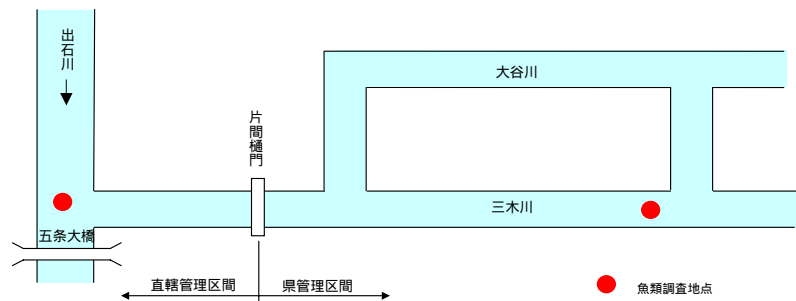 出石川
大谷川
片間樋門
三木川
五条大橋
直轄管理区間
県管理区間
魚類調査地点